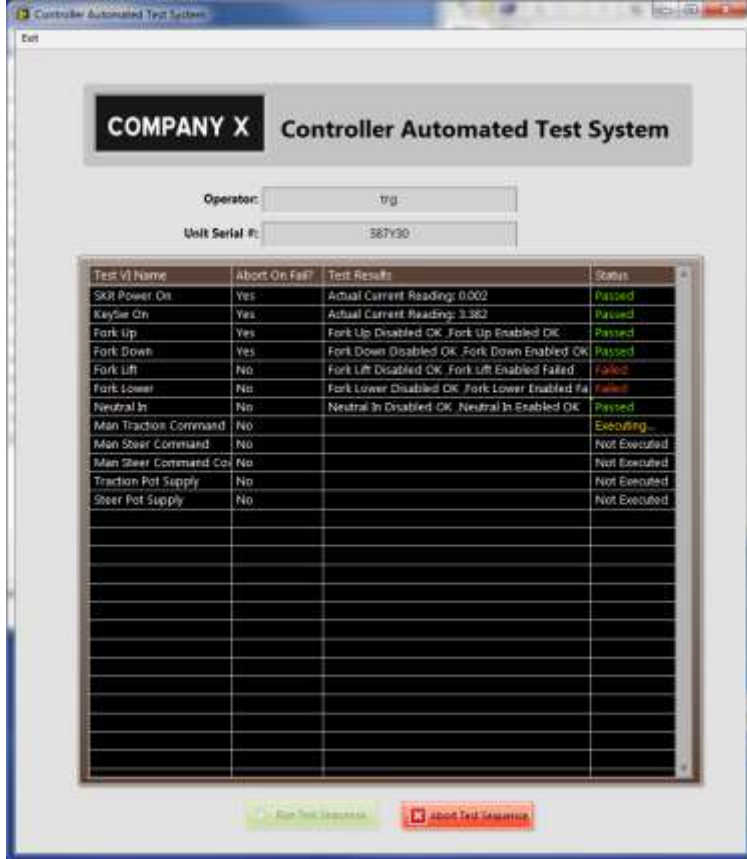 Controller Automated Test System
Exit
COMPANY X Controller Automated Test System
Operator: trg
Unit Serial #: 587Y30
Test VI Name Abort On Fail? Test Results Status
SKR Power On Yes Actual Current Reading: 0.002 Passed
KeySw On Yes Actual Current Reading: 3.382 Passed
Fork Up Yes Fork Up Disabled OK ,Fork Up Enabled OK Passed
Fork Down Yes Fork Down Disabled OK ,Fork Down Enabled OK Passed
Fork Lift No Fork Lift Disabled OK ,Fork Lift Enabled Failed Failed
Fork Lower No Fork Lower Disabled OK ,Fork Lower Enabled Fa Failed
Neutral In No Neutral In Disabled OK ,Neutral In Enabled OK Passed
Man Traction Command No Executing...
Man Steer Command No Not Executed
Man Steer Command Co No Not Executed
Traction Pot Supply No Not Executed
Steer Pot Supply No Not Executed
Run Test Sequence Abort Test Sequence